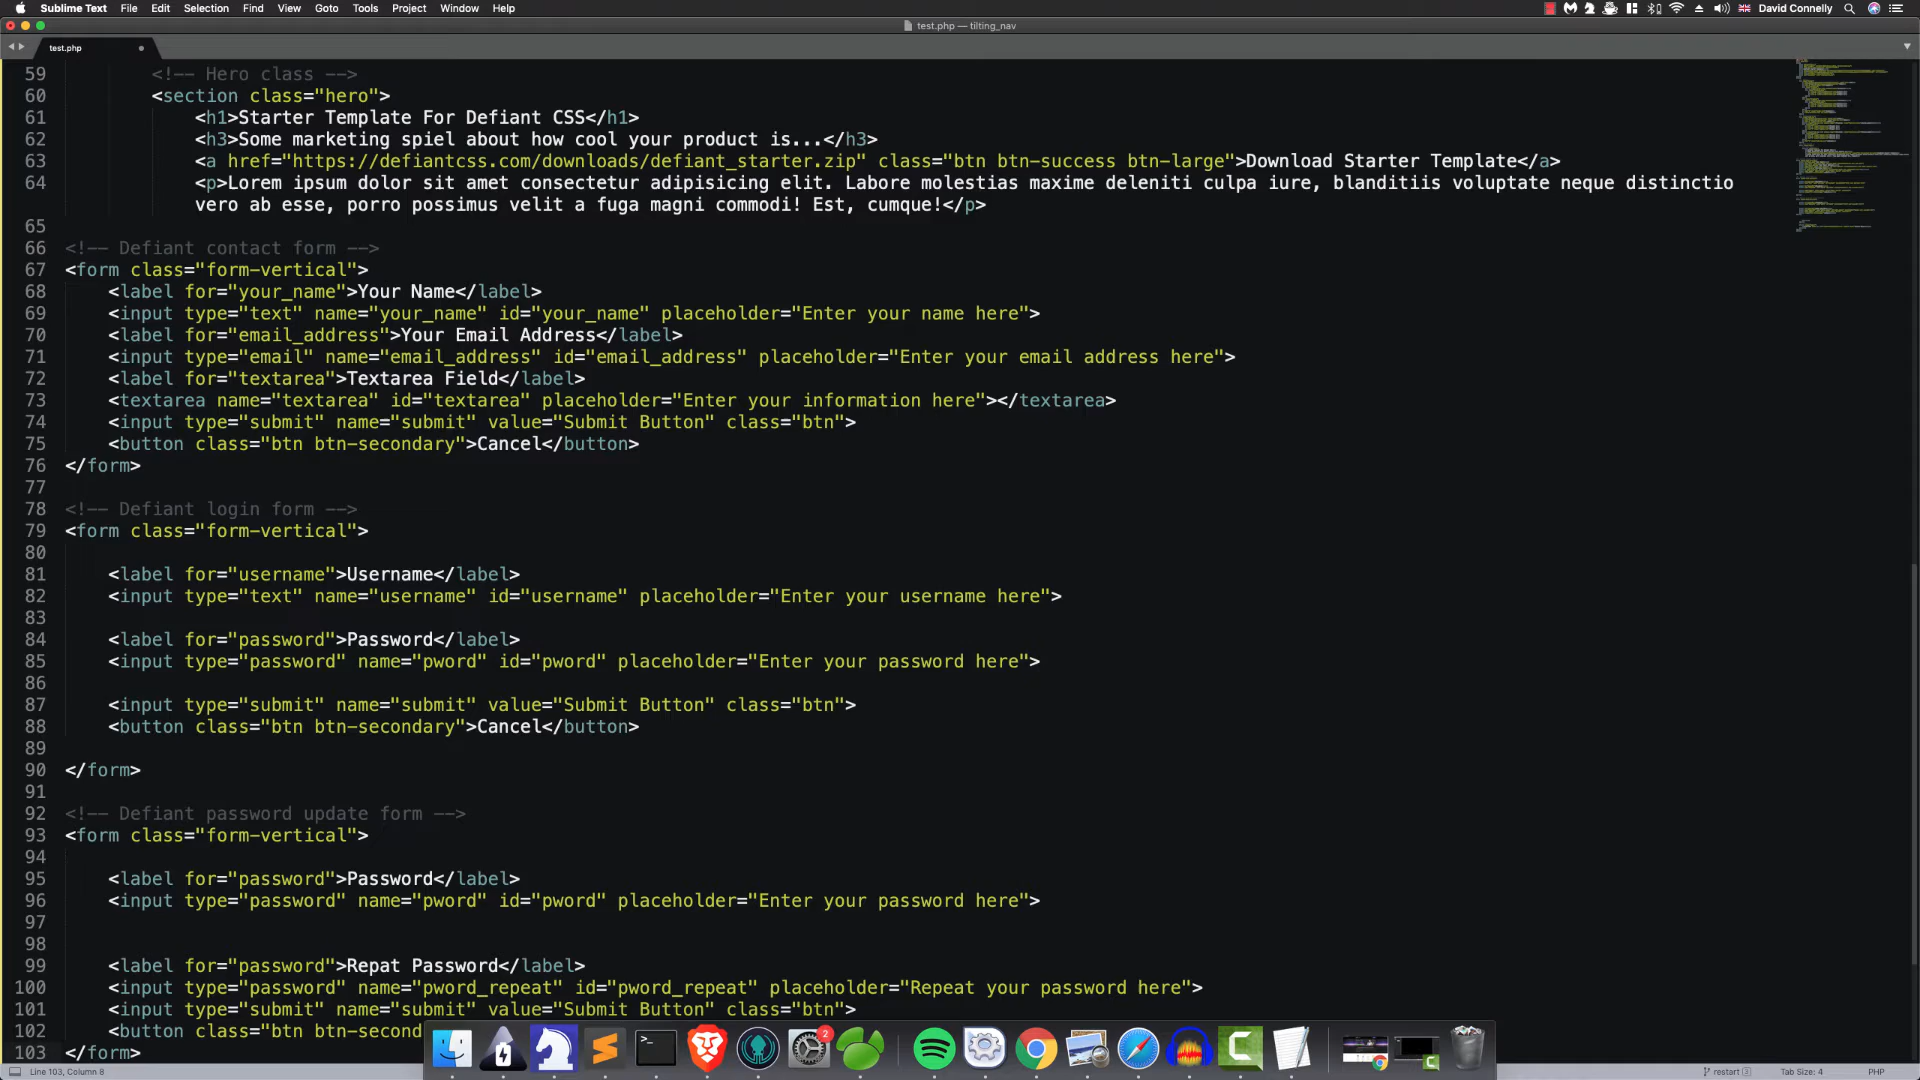 Sublime Text File Edit Selection Find View Goto Tools Project Window Help David Connelly
test.php — tilting_nav
test.php
59 <!-- Hero class -->
60 <section class="hero">
61 <h1>Starter Template For Defiant CSS</h1>
62 <h3>Some marketing spiel about how cool your product is...</h3>
63 <a href="https://defiantcss.com/downloads/defiant_starter.zip" class="btn btn-success btn-large">Download Starter Template</a>
64 <p>Lorem ipsum dolor sit amet consectetur adipisicing elit. Labore molestias maxime deleniti culpa iure, blanditiis voluptate neque distinctio
vero ab esse, porro possimus velit a fuga magni commodi! Est, cumque!</p>
65
66 <!-- Defiant contact form -->
67 <form class="form-vertical">
68 <label for="your_name">Your Name</label>
69 <input type="text" name="your_name" id="your_name" placeholder="Enter your name here">
70 <label for="email_address">Your Email Address</label>
71 <input type="email" name="email_address" id="email_address" placeholder="Enter your email address here">
72 <label for="textarea">Textarea Field</label>
73 <textarea name="textarea" id="textarea" placeholder="Enter your information here"></textarea>
74 <input type="submit" name="submit" value="Submit Button" class="btn">
75 <button class="btn btn-secondary">Cancel</button>
76 </form>
77
78 <!-- Defiant login form -->
79 <form class="form-vertical">
80
81 <label for="username">Username</label>
82 <input type="text" name="username" id="username" placeholder="Enter your username here">
83
84 <label for="password">Password</label>
85 <input type="password" name="pword" id="pword" placeholder="Enter your password here">
86
87 <input type="submit" name="submit" value="Submit Button" class="btn">
88 <button class="btn btn-secondary">Cancel</button>
89
90 </form>
91
92 <!-- Defiant password update form -->
93 <form class="form-vertical">
94
95 <label for="password">Password</label>
96 <input type="password" name="pword" id="pword" placeholder="Enter your password here">
97
98
99 <label for="password">Repat Password</label>
100 <input type="password" name="pword_repeat" id="pword_repeat" placeholder="Repeat your password here">
101 <input type="submit" name="submit" value="Submit Button" class="btn">
102 <button class="btn btn-second
103 </form>
2
Line 103, Column 8 restart 3 Tab Size: 4 PHP